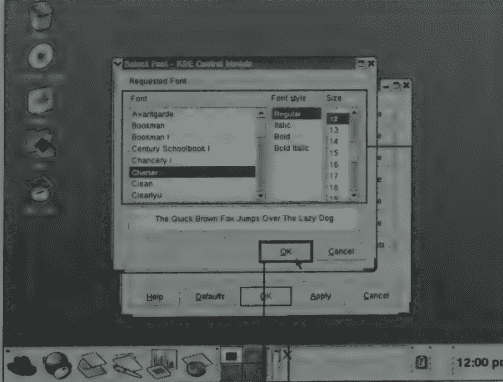 Select Font - KDE Control Module
Requested Font
Font
Font style
Size
Avantgarde
Bookman
Bookman l
Century Schoolbook l
Chancery l
Charter
Clean
Clearlyu
Regular
Italic
Bold
Bold Italic
12
13
14
15
16
17
18
The Quick Brown Fox Jumps Over The Lazy Dog
OK
Cancel
Help
Defaults
OK
Apply
Cancel
12:00 pm